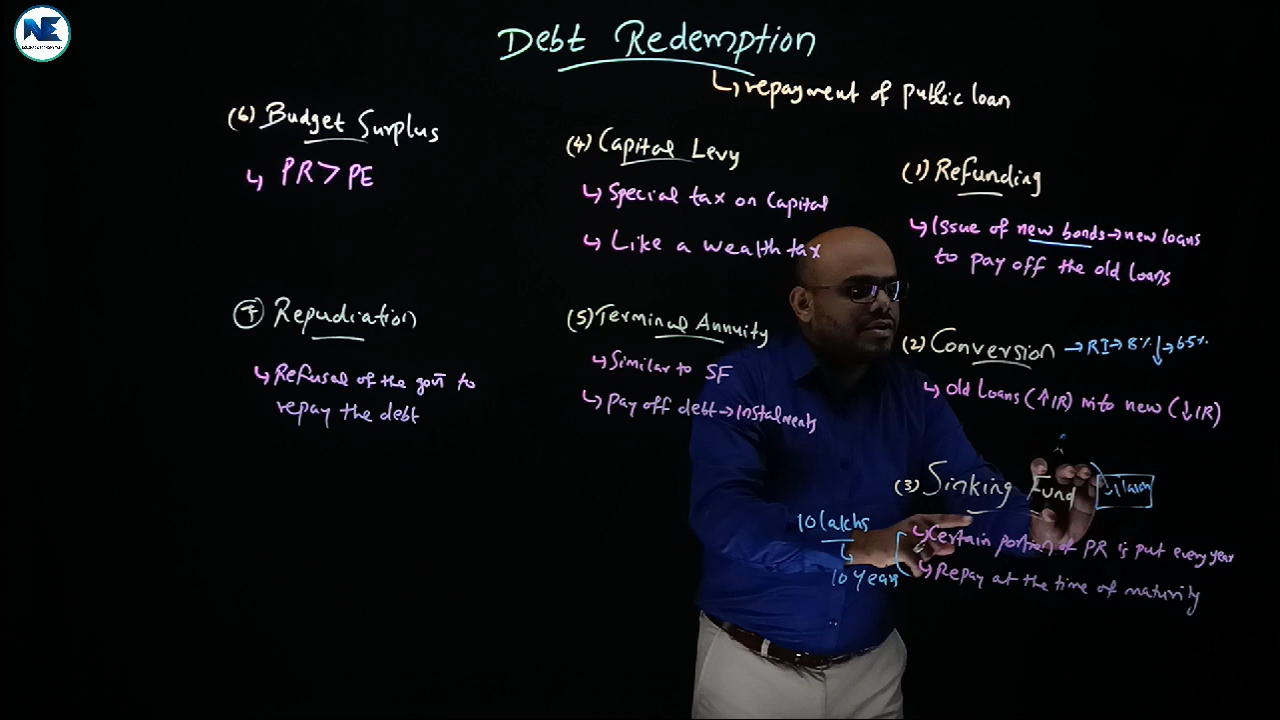 NE
Debt Redemption
↳ repayment of public loan
(6) Budget Surplus
↳ PR > PE
(7) Repudiation
↳ Refusal of the govt to
repay the debt
(4) Capital Levy
↳ Special tax on Capital
↳ Like a wealth tax
(5) Terminal Annuity
↳ Similar to SF
↳ Pay off debt → instalments
(1) Refunding
↳ Issue of new bonds → new loans
to pay off the old loans
(2) Conversion → RI → 8% ↓ → 6.5%
↳ Old Loans (↑IR) into new (↓IR)
(3) Sinking Fund
1 lakh
↳ Certain portion of PR is put every year
↳ Repay at the time of maturity
10 lakhs
↳
10 years